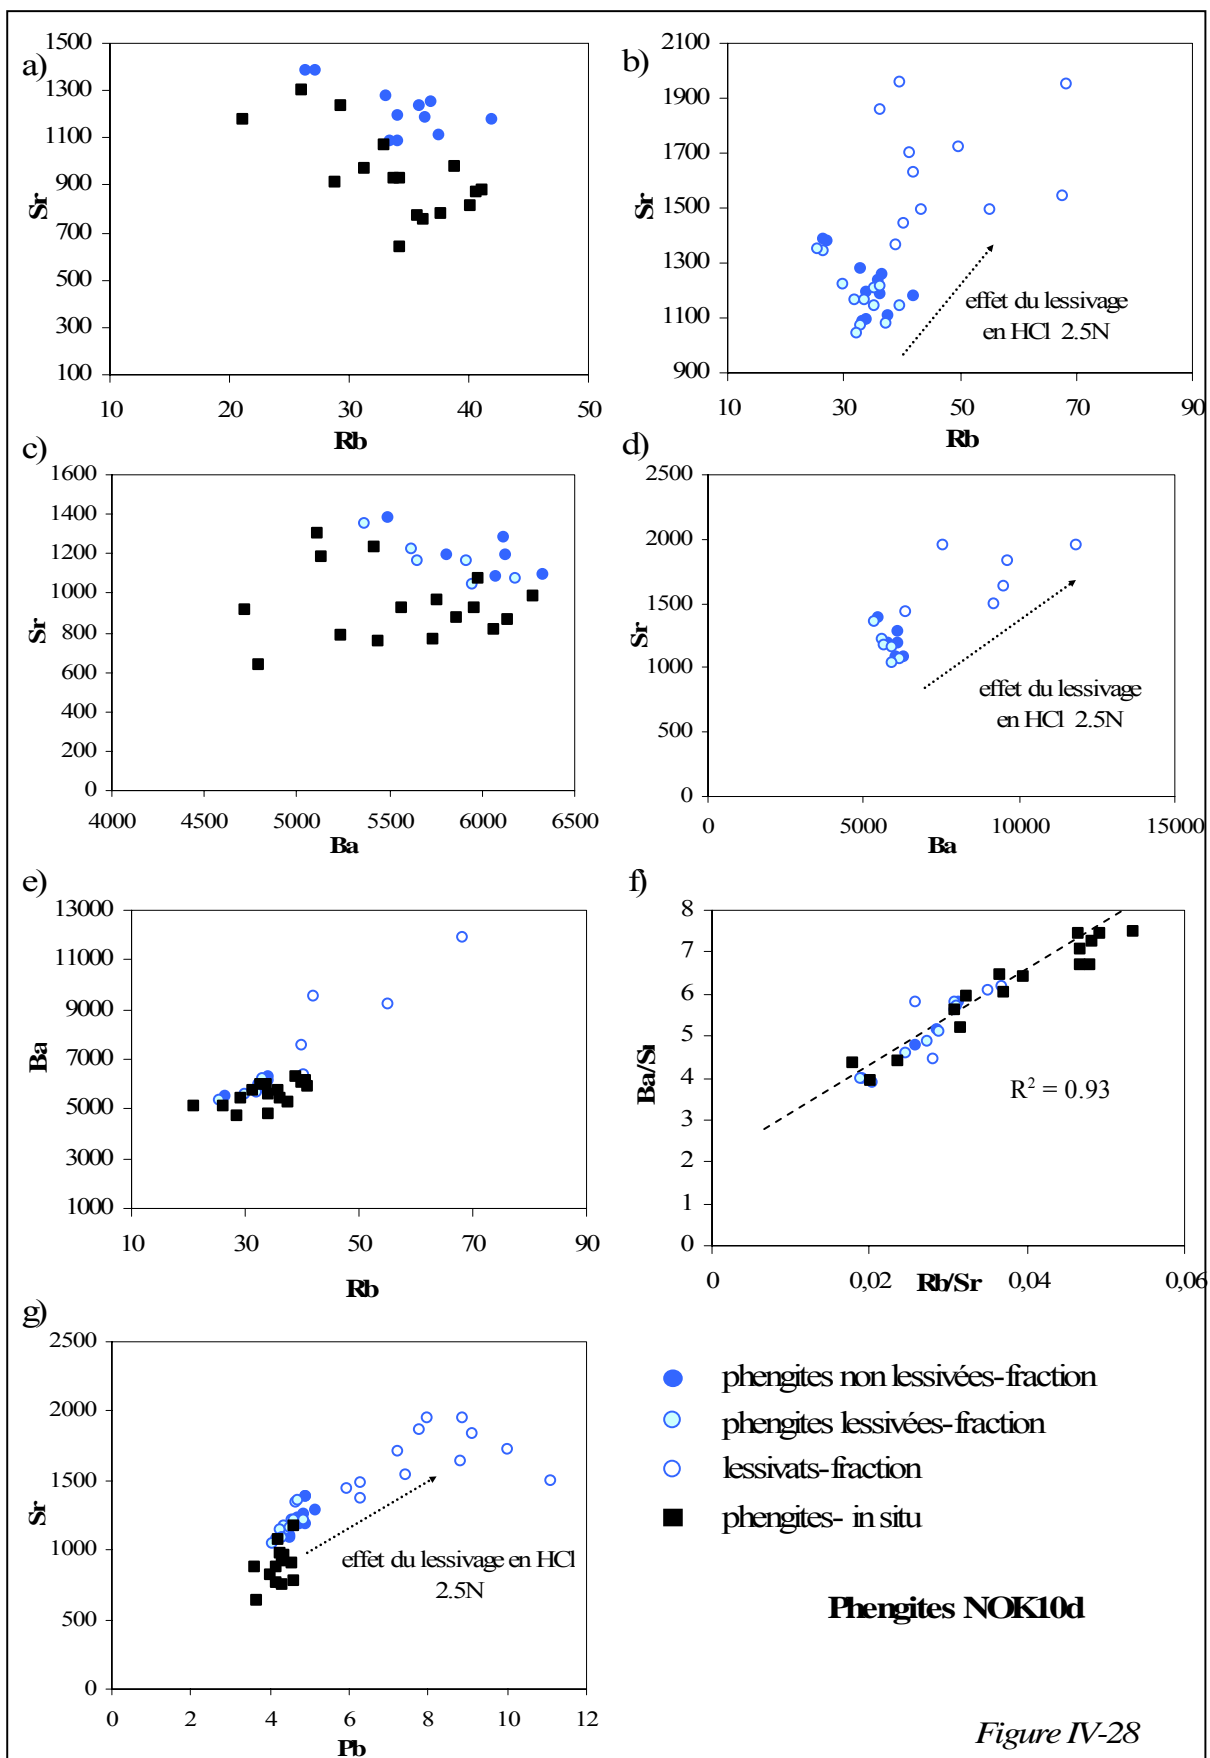 a)
1500
1300
1100
900
700
500
300
100
Sr
10 20 30 40 50
Rb
b)
2100
1900
1700
1500
1300
1100
900
Sr
effet du lessivage
en HCl 2.5N
10 30 50 70 90
Rb
c)
1600
1400
1200
1000
800
600
400
200
0
Sr
4000 4500 5000 5500 6000 6500
Ba
d)
2500
2000
1500
1000
500
0
Sr
effet du lessivage
en HCl 2.5N
0 5000 10000 15000
Ba
e)
13000
11000
9000
7000
5000
3000
1000
Ba
10 30 50 70 90
Rb
f)
8
7
6
5
4
3
2
1
0
Ba/Sr
R² = 0.93
0 0,02 0,04 0,06
Rb/Sr
g)
2500
2000
1500
1000
500
0
Sr
effet du lessivage en HCl
2.5N
0 2 4 6 8 10 12
Pb
phengites non lessivées-fraction
phengites lessivées-fraction
lessivats-fraction
phengites- in situ
Phengites NOK10d
Figure IV-28